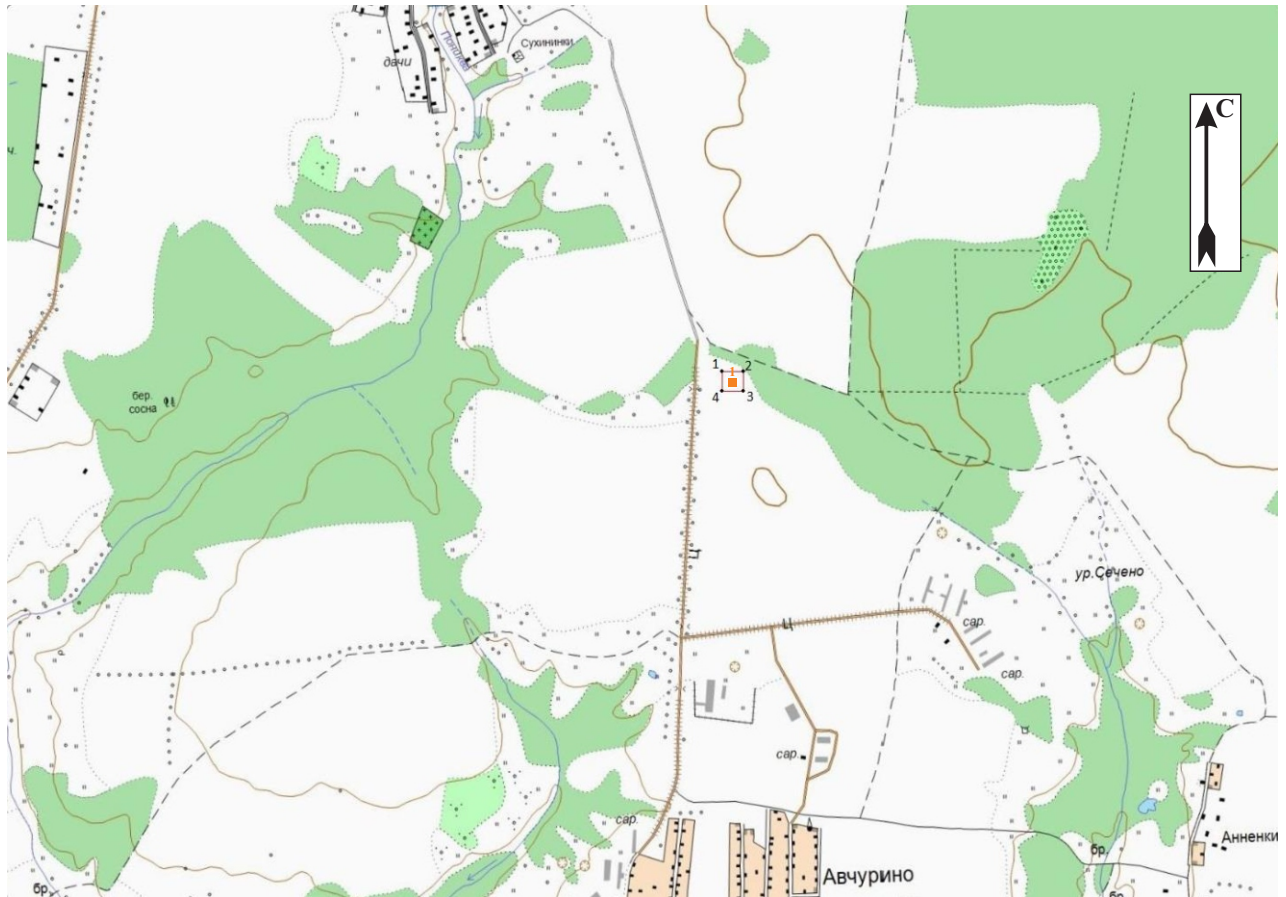 Сухининки
дачи
С
ч.
1
2
4
3
бер.
сосна
Ц
ур.Сечено
Ц
сар.
сар.
сар.
сар.
Анненки
бр.
Авчурино
бр.
бр.